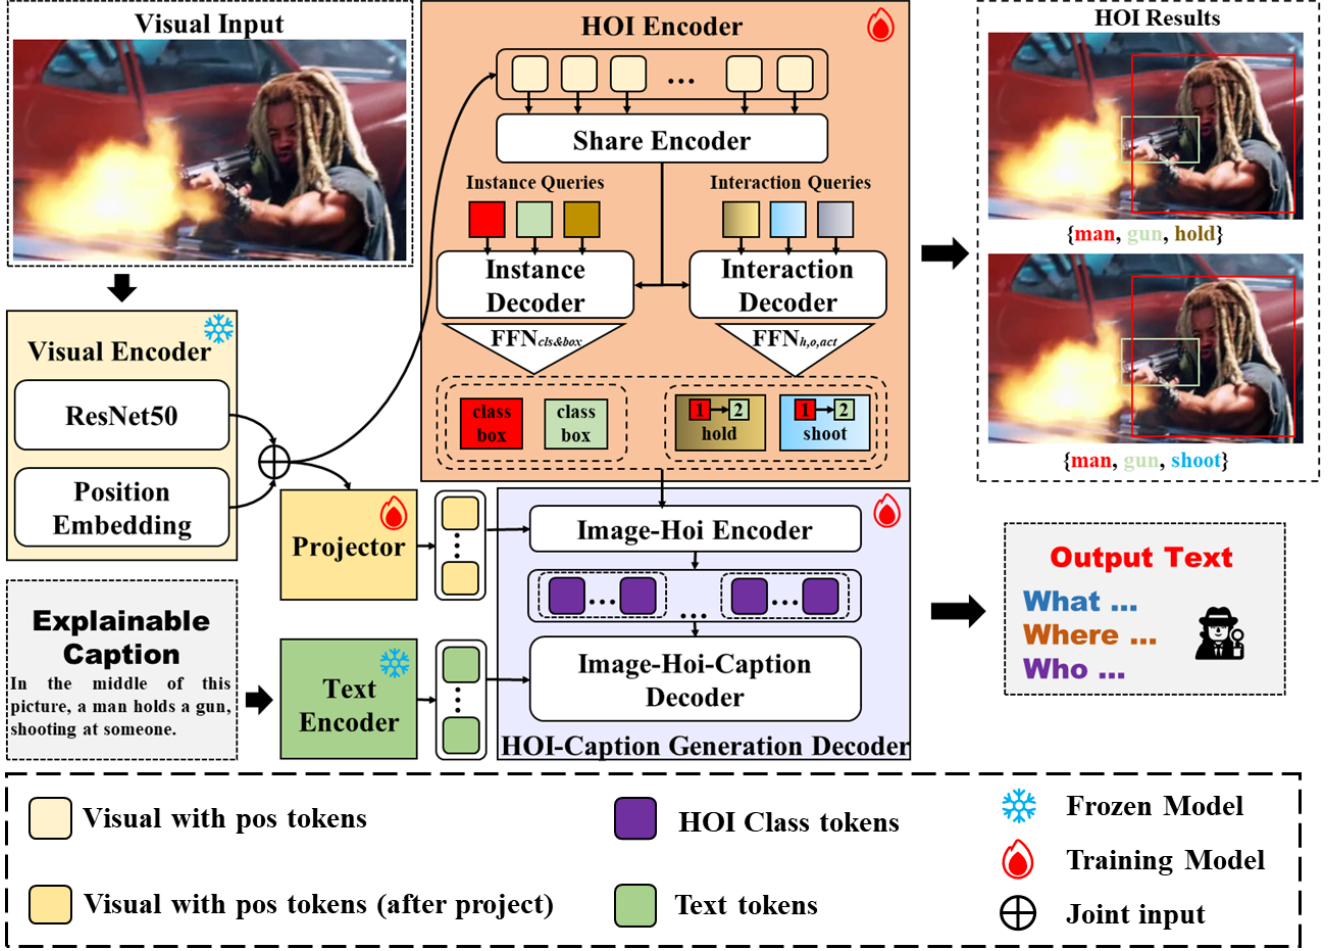 Visual Input
HOI Encoder
Share Encoder
Instance Queries
Interaction Queries
Instance
Decoder
Interaction
Decoder
FFNcls&box
FFNh,o,act
class
box
class
box
1 2
hold
1 2
shoot
HOI Results
{man, gun, hold}
{man, gun, shoot}
Visual Encoder
ResNet50
Position
Embedding
Projector
Explainable
Caption
In the middle of this
picture, a man holds a gun,
shooting at someone.
Text
Encoder
Image-Hoi Encoder
...
...
...
Image-Hoi-Caption
Decoder
HOI-Caption Generation Decoder
Output Text
What ...
Where ...
Who ...
Visual with pos tokens
Visual with pos tokens (after project)
HOI Class tokens
Text tokens
Frozen Model
Training Model
Joint input